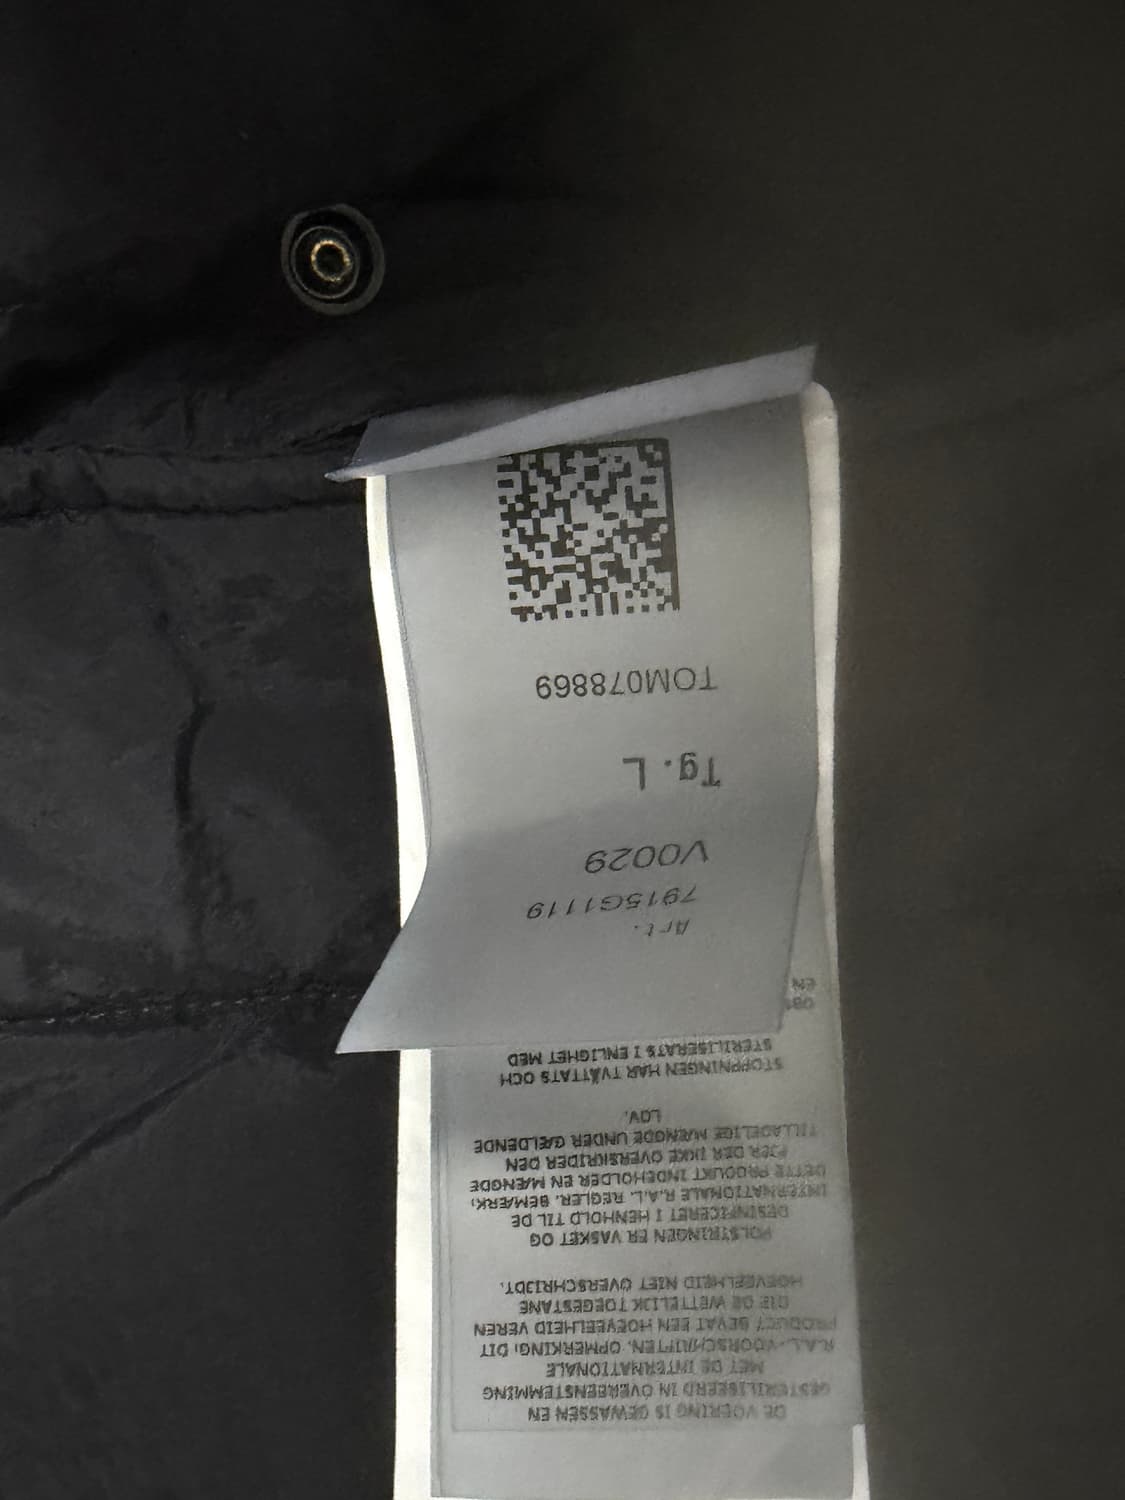 DE VOERING IS GEWASSEN EN
GESTERILISEERD IN OVEREENSTEMMING
MET DE INTERNATIONALE
R.A.L.-VOORSCHRIFTEN. OPMERKING: DIT
PRODUCT BEVAT EEN HOEVEELHEID VEREN
DIE DE WETTELIJK TOEGESTANE
HOEVEELHEID NIET OVERSCHRIJDT.
POLSTRINGEN ER VASKET OG
DESINFICERET I HENHOLD TIL DE
INTERNATIONALE R.A.L. REGLER. BEMÆRK:
DETTE PRODUKT INDEHOLDER EN MÆNGDE
FJER DER IKKE OVERSKRIDER DEN
TILLADELIGE MÆNGDE UNDER GÆLDENDE
LOV.
STOPPNINGEN HAR TVÄTTATS OCH
STERILISERATS I ENLIGHET MED
EN
Art.
7915G1119
V0029
Tg. L
TOM078869